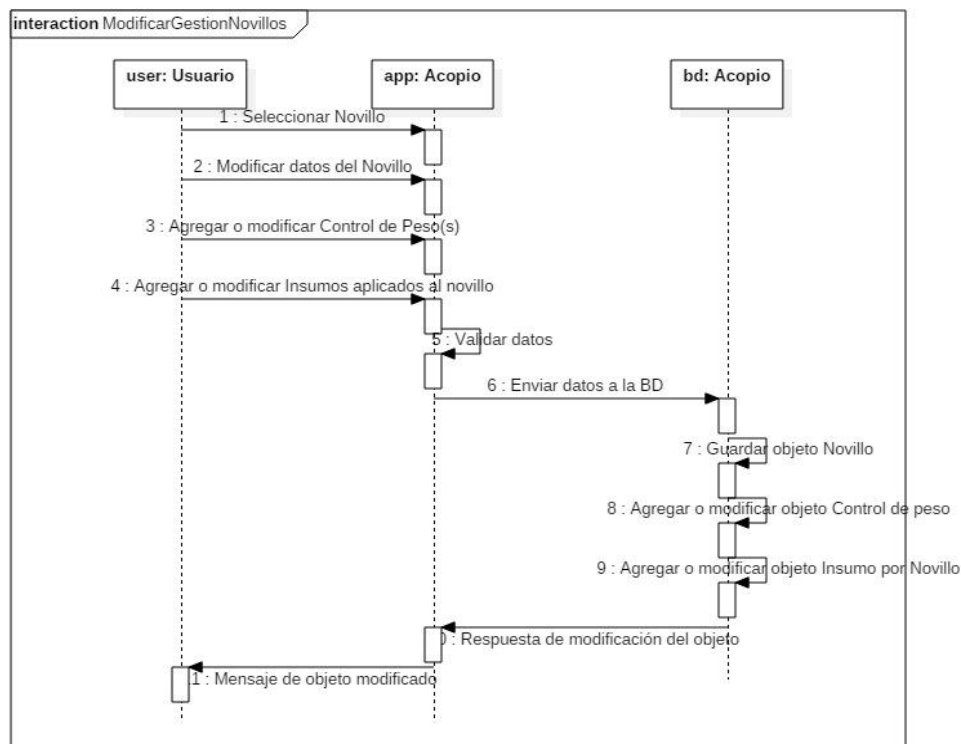 interaction ModificarGestionNovillos
user: Usuario
app: Acopio
bd: Acopio
1 : Seleccionar Novillo
2 : Modificar datos del Novillo
3 : Agregar o modificar Control de Peso(s)
4 : Agregar o modificar Insumos aplicados al novillo
5 : Validar datos
6 : Enviar datos a la BD
7 : Guardar objeto Novillo
8 : Agregar o modificar objeto Control de peso
9 : Agregar o modificar objeto Insumo por Novillo
0 : Respuesta de modificación del objeto
1 : Mensaje de objeto modificado